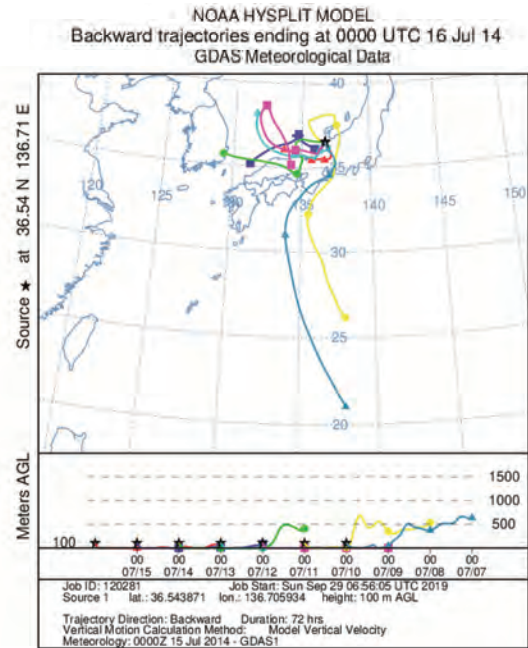 NOAA HYSPLIT MODEL
Backward trajectories ending at 0000 UTC 16 Jul 14
GDAS Meteorological Data
Source ★ at 36.54 N 136.71 E
40
35
30
25
20
120
125
130
135
140
145
Meters AGL
1500
1000
500
100
00 00 00 00 00 00 00 00 00
07/15 07/14 07/13 07/12 07/11 07/10 07/09 07/08 07/07
Job ID: 120281 Job Start: Sun Sep 29 06:56:05 UTC 2019
Source 1 lat.: 36.543871 lon.: 136.705934 height: 100 m AGL
Trajectory Direction: Backward Duration: 72 hrs
Vertical Motion Calculation Method: Model Vertical Velocity
Meteorology: 0000Z 15 Jul 2014 - GDAS1